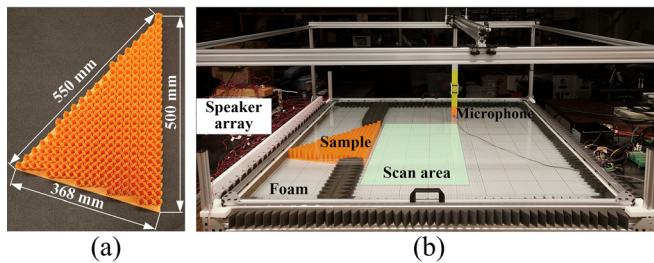 (a)
550 mm
500 mm
368 mm
(b)
Speaker
array
Microphone
Sample
Scan area
Foam